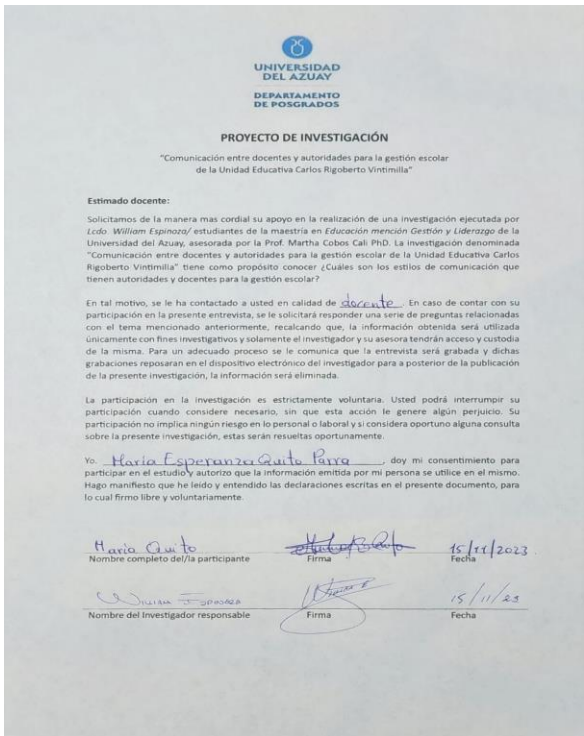 UNIVERSIDAD
DEL AZUAY
DEPARTAMENTO
DE POSGRADOS
PROYECTO DE INVESTIGACIÓN
"Comunicación entre docentes y autoridades para la gestión escolar
de la Unidad Educativa Carlos Rigoberto Vintimilla"
Estimado docente:
Solicitamos de la manera mas cordial su apoyo en la realización de una investigación ejecutada por
Lcdo. William Espinoza/ estudiantes de la maestría en Educación mención Gestión y Liderazgo de la
Universidad del Azuay, asesorada por la Prof. Martha Cobos Cali PhD. La investigación denominada
"Comunicación entre docentes y autoridades para la gestión escolar de la Unidad Educativa Carlos
Rigoberto Vintimilla" tiene como propósito conocer ¿Cuáles son los estilos de comunicación que
tienen autoridades y docentes para la gestión escolar?
En tal motivo, se le ha contactado a usted en calidad de docente. En caso de contar con su
participación en la presente entrevista, se le solicitará responder una serie de preguntas relacionadas
con el tema mencionado anteriormente, recalcando que, la información obtenida será utilizada
únicamente con fines investigativos y solamente el investigador y su asesora tendrán acceso y custodia
de la misma. Para un adecuado proceso se le comunica que la entrevista será grabada y dichas
grabaciones reposaran en el dispositivo electrónico del investigador para a posterior de la publicación
de la presente investigación, la información será eliminada.
La participación en la investigación es estrictamente voluntaria. Usted podrá interrumpir su
participación cuando considere necesario, sin que esta acción le genere algún perjuicio. Su
participación no implica ningún riesgo en lo personal o laboral y si considera oportuno alguna consulta
sobre la presente investigación, estas serán resueltas oportunamente.
Yo, Maria Esperanza Quito Parra, doy mi consentimiento para
participar en el estudio y autorizo que la información emitida por mi persona se utilice en el mismo.
Hago manifiesto que he leído y entendido las declaraciones escritas en el presente documento, para
lo cual firmo libre y voluntariamente.
Maria Quito 15/11/2023
Nombre completo del/la participante Firma Fecha
William Espinoza 15/11/23
Nombre del Investigador responsable Firma Fecha